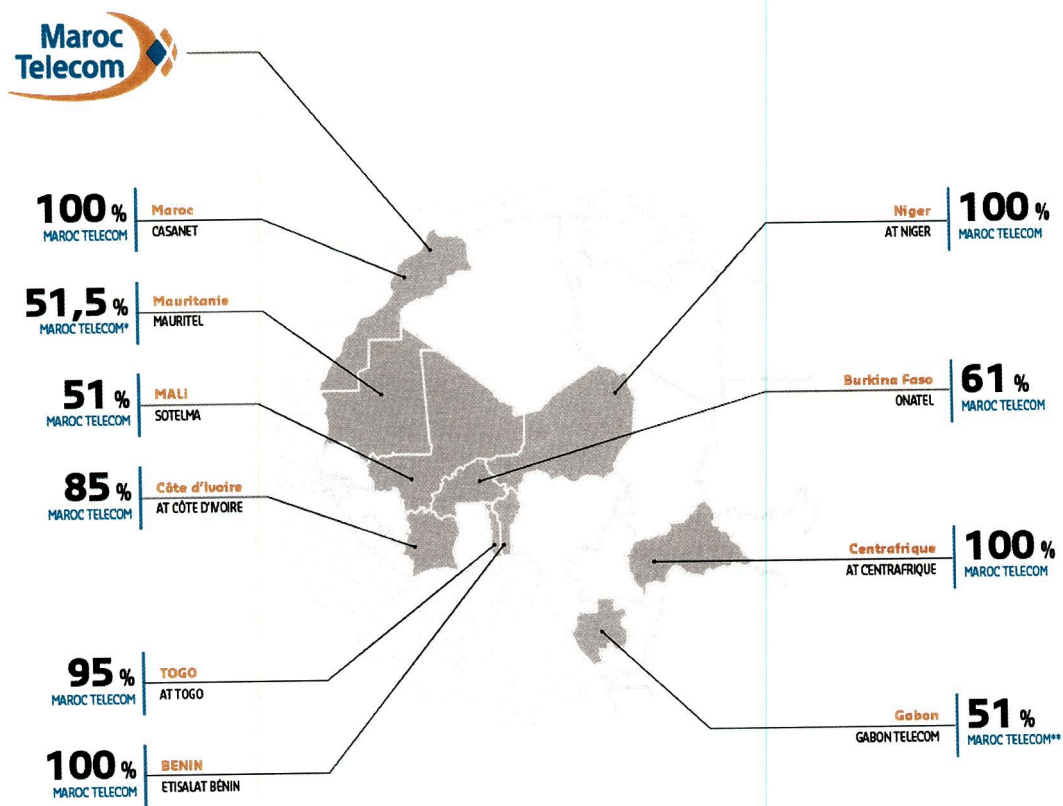 Maroc
Telecom
100 %
MAROC TELECOM
Maroc
CASANET
51,5 %
MAROC TELECOM*
Mauritanie
MAURITEL
51 %
MAROC TELECOM
MALI
SOTELMA
85 %
MAROC TELECOM
Côte d'Ivoire
AT CÔTE D'IVOIRE
95 %
MAROC TELECOM
TOGO
AT TOGO
100 %
MAROC TELECOM
BENIN
ETISALAT BÉNIN
Niger
AT NIGER
100 %
MAROC TELECOM
Burkina Faso
ONATEL
61 %
MAROC TELECOM
Centrafrique
AT CENTRAFRIQUE
100 %
MAROC TELECOM
Gabon
GABON TELECOM
51 %
MAROC TELECOM**